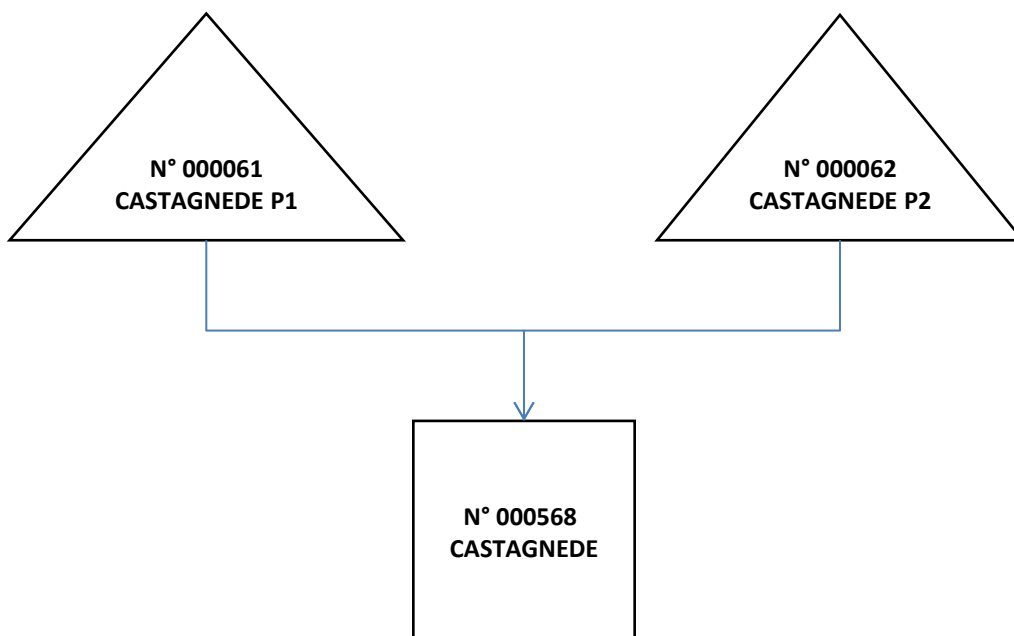 N° 000061
CASTAGNEDE P1
N° 000062
CASTAGNEDE P2
N° 000568
CASTAGNEDE